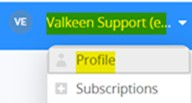 VE Valkeen Support (e...
Profile
Subscriptions